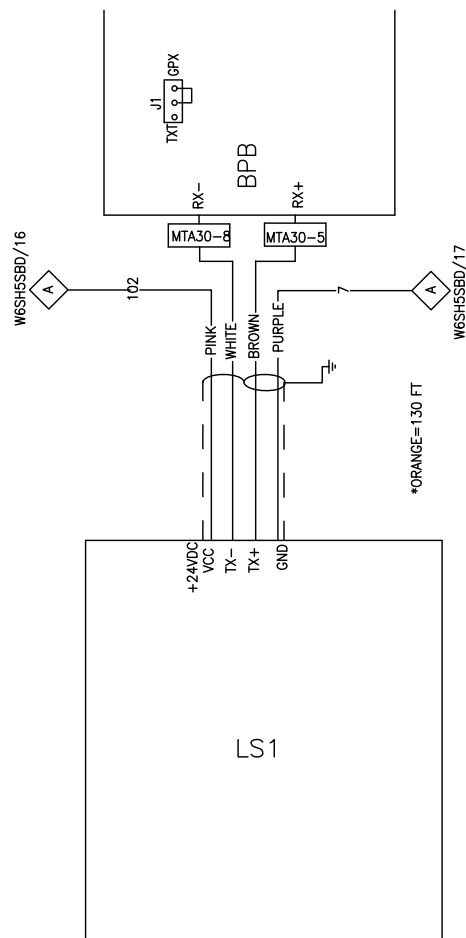 W6SH5SBD/16
A
102
TXT
J1
GPX
BPB
RX-
RX+
MTA30-8
MTA30-5
PINK
WHITE
BROWN
PURPLE
7
A
W6SH5SBD/17
*ORANGE=130 FT
+24VDC
VCC
TX-
TX+
GND
LS1